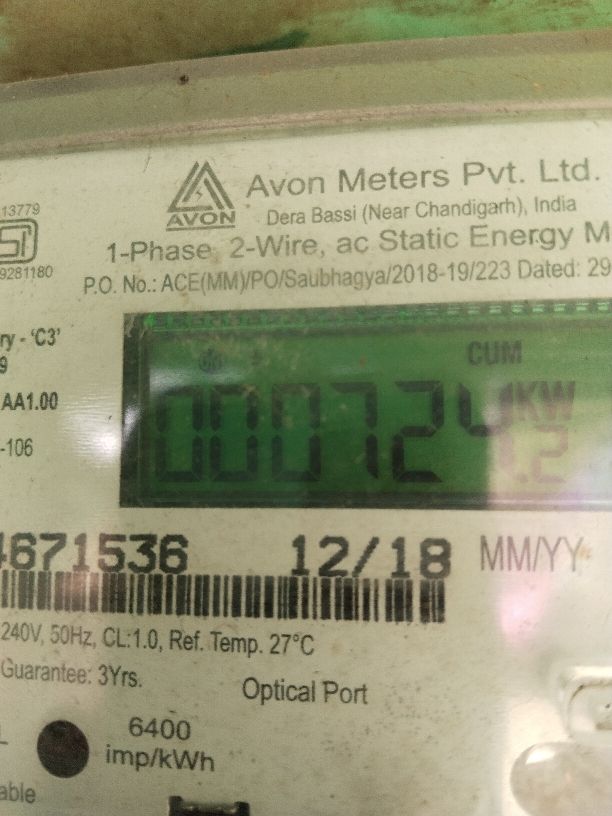 Avon Meters Pvt. Ltd.
AVON
Dera Bassi (Near Chandigarh), India
13779
9281180
1-Phase 2-Wire, ac Static Energy M
P.O. No.: ACE(MM)/PO/Saubhagya/2018-19/223 Dated: 29
ry - 'C3'
9
AA1.00
-106
CUM
000724.2
KW
4671536 12/18 MM/YY
240V, 50Hz, CL:1.0, Ref. Temp. 27°C
Guarantee: 3Yrs.
Optical Port
6400
imp/kWh
able